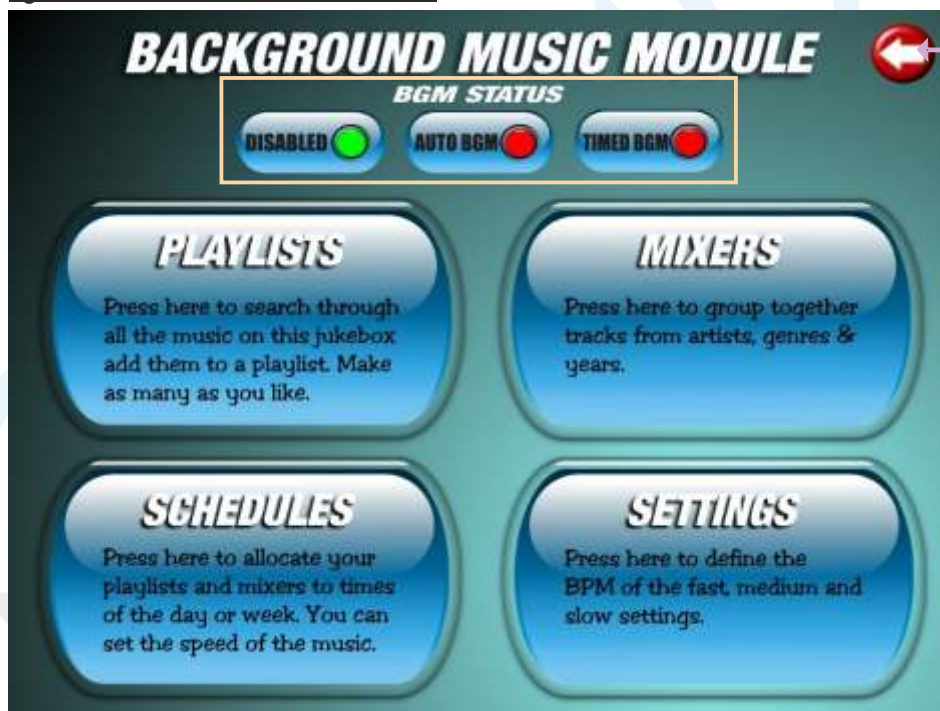 BACKGROUND MUSIC MODULE
BGM STATUS
DISABLED
AUTO BGM
TIMED BGM
PLAYLISTS
Press here to search through
all the music on this jukebox
add them to a playlist. Make
as many as you like.
MIXERS
Press here to group together
tracks from artists, genres &
years.
SCHEDULES
Press here to allocate your
playlists and mixers to times
of the day or week. You can
set the speed of the music.
SETTINGS
Press here to define the
BPM of the fast, medium and
slow settings.